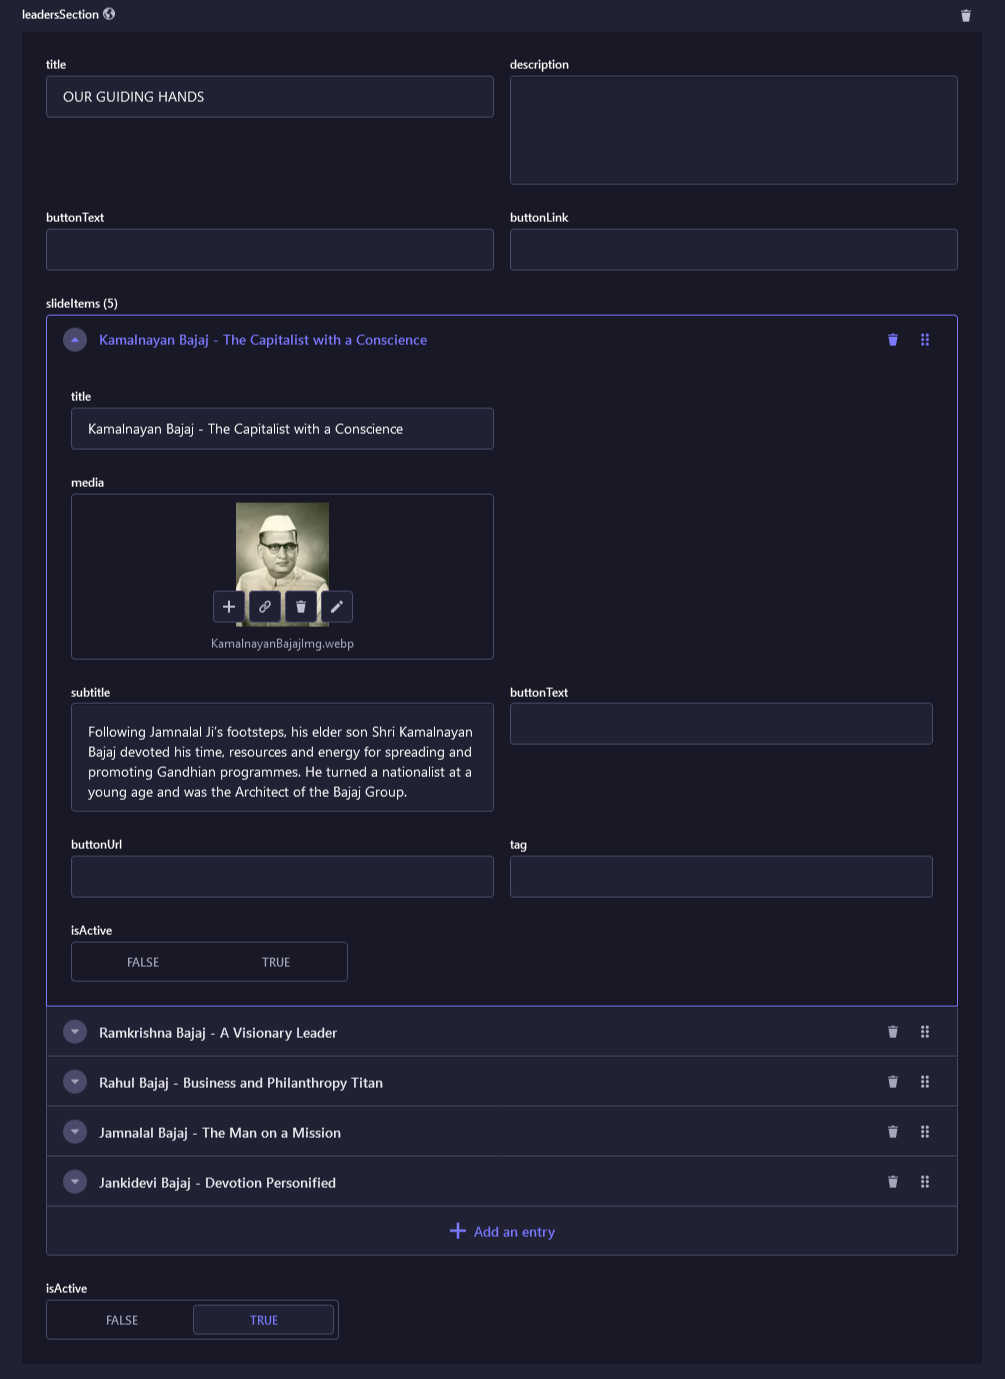 leadersSection
title
description
OUR GUIDING HANDS
buttonText
buttonLink
slideItems (5)
Kamalnayan Bajaj - The Capitalist with a Conscience
title
Kamalnayan Bajaj - The Capitalist with a Conscience
media
KamalnayanBajajImg.webp
subtitle
buttonText
Following Jamnalal Ji's footsteps, his elder son Shri Kamalnayan
Bajaj devoted his time, resources and energy for spreading and
promoting Gandhian programmes. He turned a nationalist at a
young age and was the Architect of the Bajaj Group.
buttonUrl
tag
isActive
FALSE TRUE
Ramkrishna Bajaj - A Visionary Leader
Rahul Bajaj - Business and Philanthropy Titan
Jamnalal Bajaj - The Man on a Mission
Jankidevi Bajaj - Devotion Personified
Add an entry
isActive
FALSE TRUE